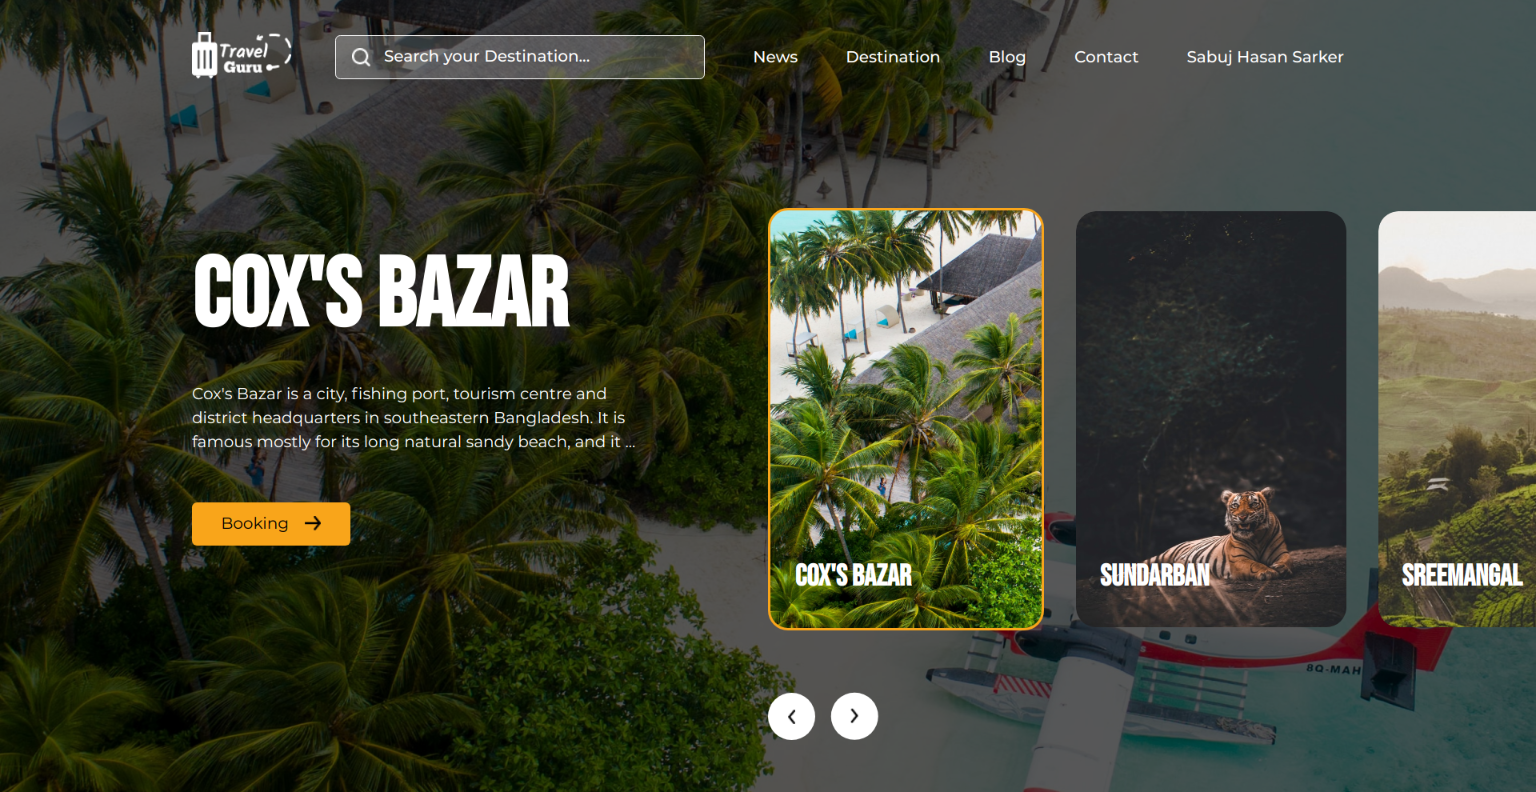 Travel
Guru
Search your Destination...
News
Destination
Blog
Contact
Sabuj Hasan Sarker
COX'S BAZAR
Cox's Bazar is a city, fishing port, tourism centre and
district headquarters in southeastern Bangladesh. It is
famous mostly for its long natural sandy beach, and it ...
Booking
COX'S BAZAR
SUNDARBAN
SREEMANGAL
8Q-MAH